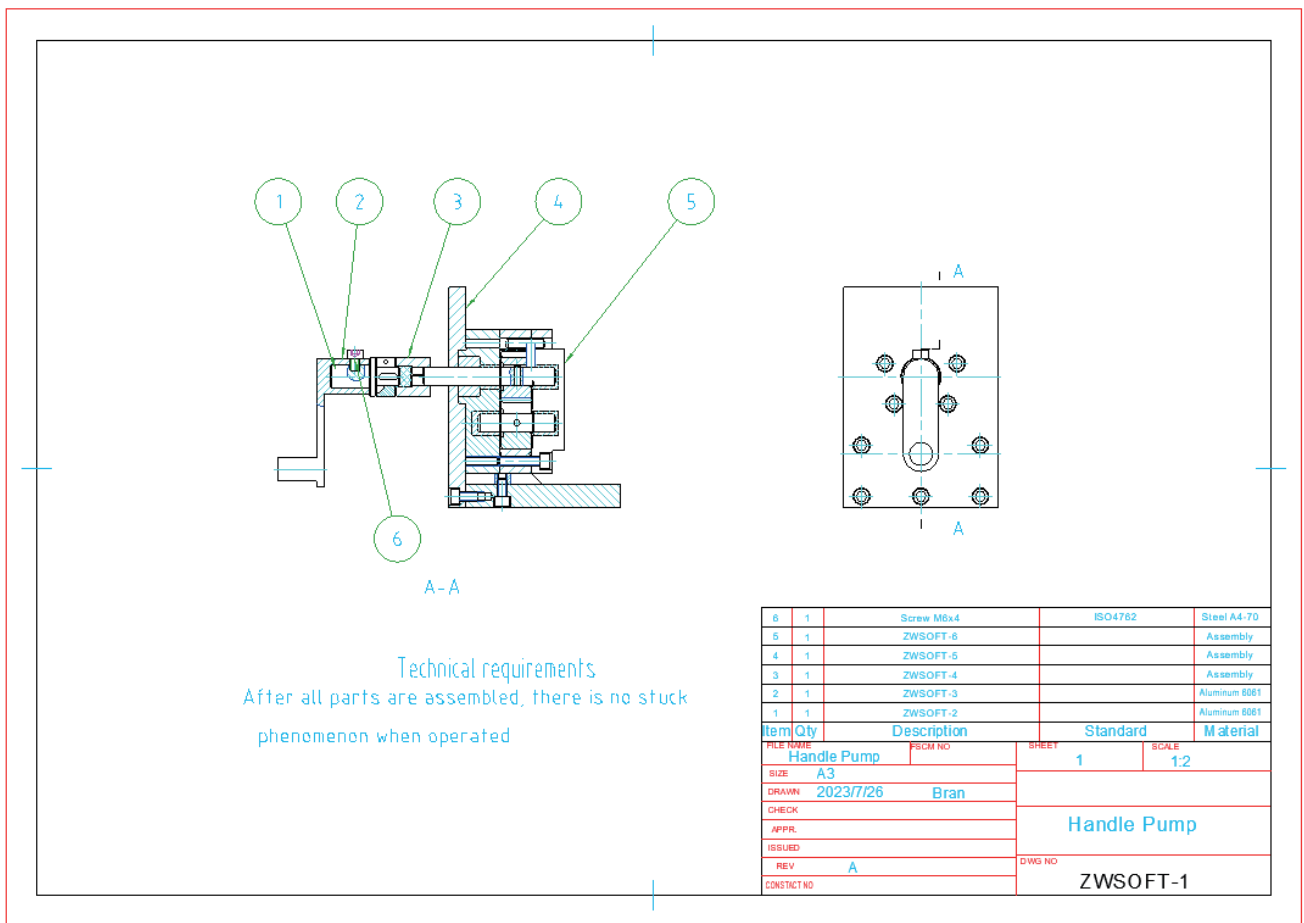 1 2 3 4 5
A
6
A
A-A
Technical requirements
After all parts are assembled, there is no stuck
phenomenon when operated
6 1 Screw M6x4 ISO4762 Steel A4-70
5 1 ZWSOFT-6 Assembly
4 1 ZWSOFT-5 Assembly
3 1 ZWSOFT-4 Assembly
2 1 ZWSOFT-3 Aluminum 6061
1 1 ZWSOFT-2 Aluminum 6061
Item Qty Description Standard Material
FILE NAME Handle Pump FSCM NO SHEET 1 SCALE 1:2
SIZE A3
DRAWN 2023/7/26 Bran
CHECK
APPR.
Handle Pump
ISSUED
REV A
DWG NO ZWSOFT-1
CONSTACT NO